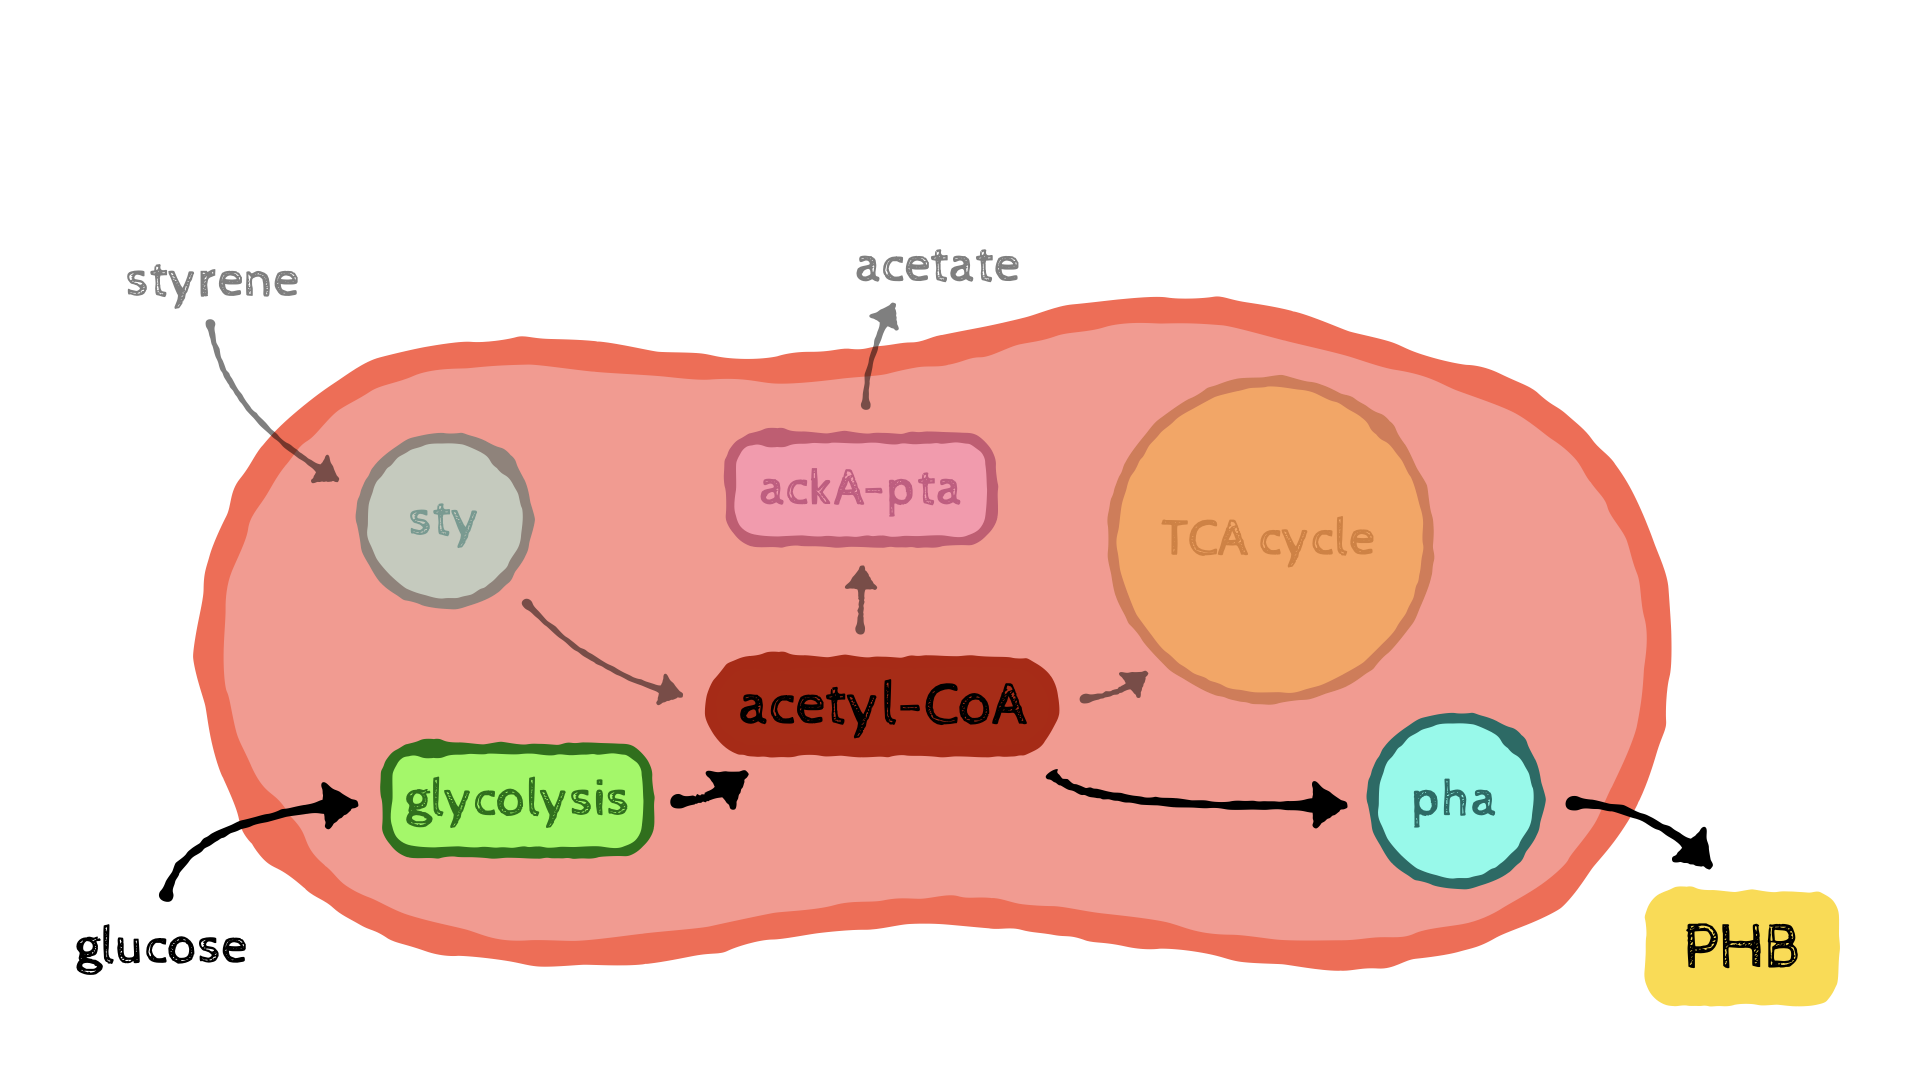 styrene
acetate
sty
ackA-pta
TCA cycle
acetyl-CoA
glycolysis
pha
glucose
PHB